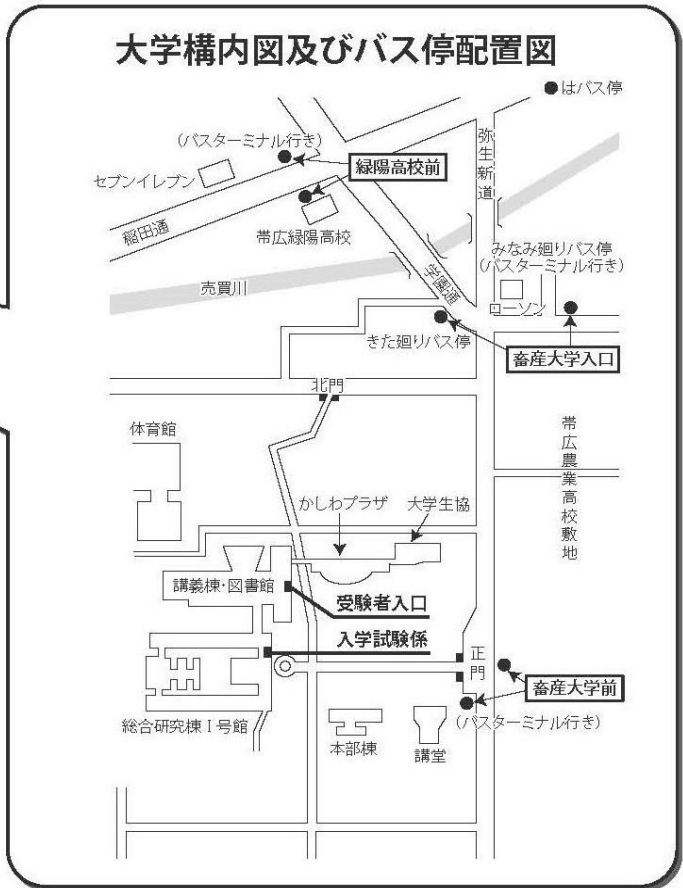 大学構内図及びバス停配置図
●はバス停
(バスターミナル行き)
緑陽高校前
弥生新道
セブンイレブン
稲田通
帯広緑陽高校
みなみ廻りバス停
(バスターミナル行き)
売買川
ローソン
きた廻りバス停
畜産大学入口
北門
体育館
帯広農業高校敷地
かしわプラザ
大学生協
講義棟・図書館
受験者入口
入学試験係
正門
畜産大学前
(バスターミナル行き)
総合研究棟Ⅰ号館
本部棟
講堂